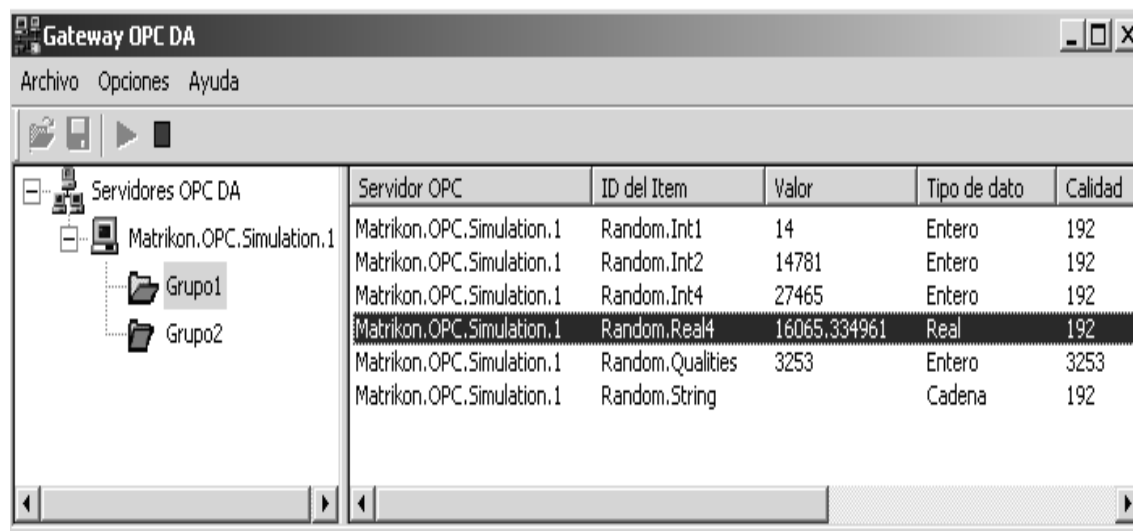 Gateway OPC DA
Archivo Opciones Ayuda
Servidores OPC DA
Matrikon.OPC.Simulation.1
Grupo1
Grupo2
Servidor OPC ID del Item Valor Tipo de dato Calidad
Matrikon.OPC.Simulation.1 Random.Int1 14 Entero 192
Matrikon.OPC.Simulation.1 Random.Int2 14781 Entero 192
Matrikon.OPC.Simulation.1 Random.Int4 27465 Entero 192
Matrikon.OPC.Simulation.1 Random.Real4 16065.334961 Real 192
Matrikon.OPC.Simulation.1 Random.Qualities 3253 Entero 3253
Matrikon.OPC.Simulation.1 Random.String Cadena 192